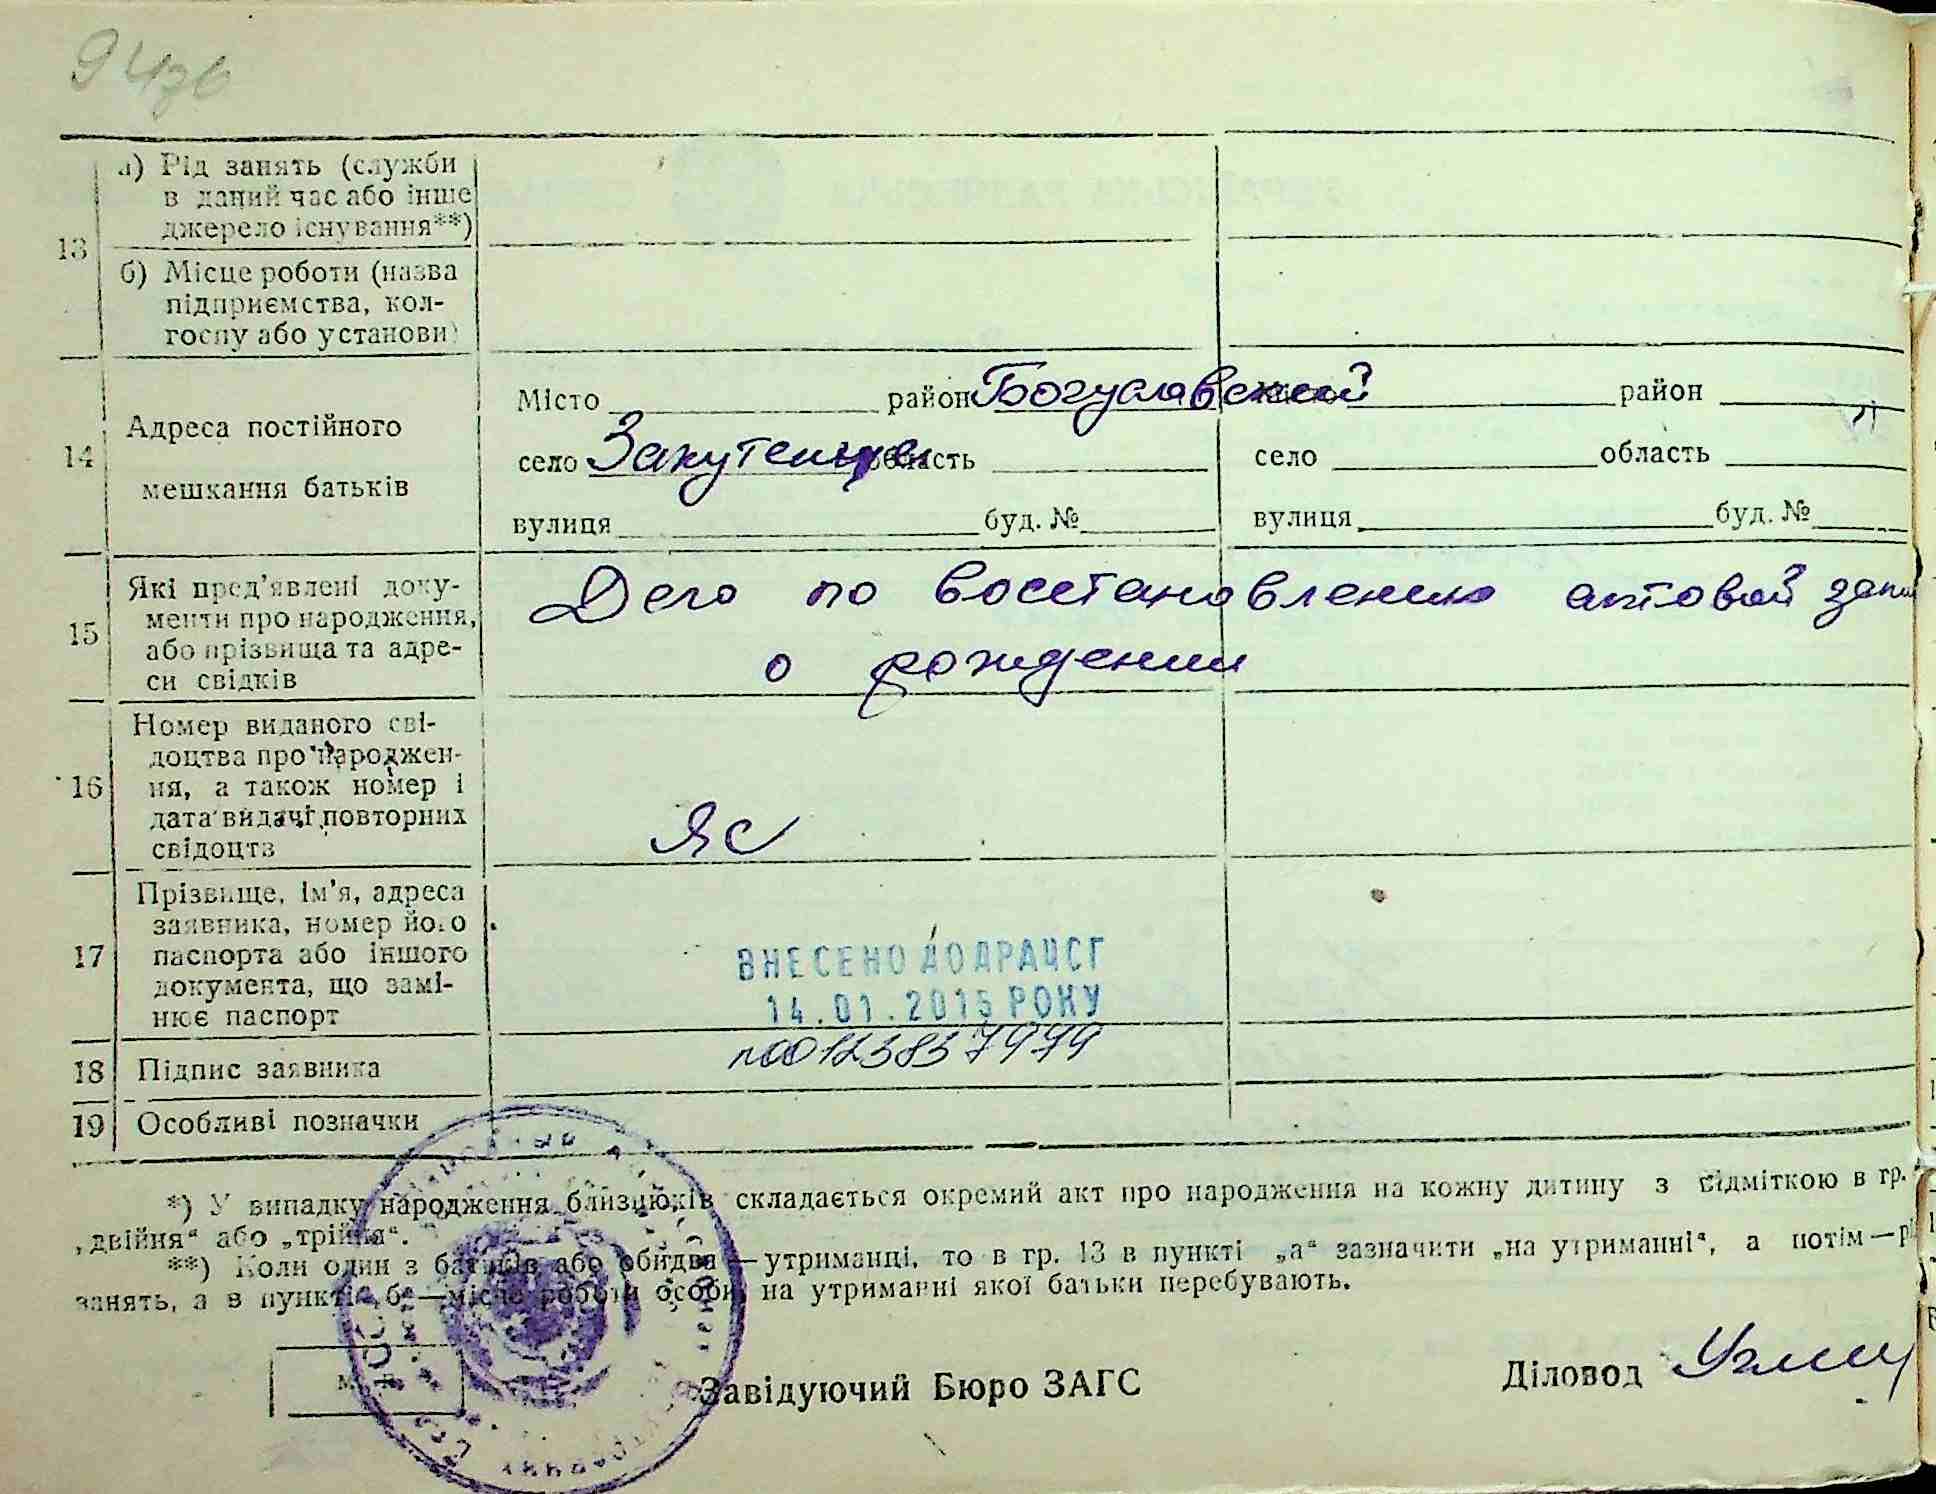 13 а) Рід занять (служби
в даний час або інше
джерело існування**)
б) Місце роботи (назва
підприємства, кол-
госпу або установи)
14 Адреса постійного
мешкання батьків
Місто район Богуславский район
село Закутенце область село область
вулиця буд. № вулиця буд. №
15 Які пред'явлені доку-
менти про народження,
або прізвища та адре-
си свідків
Дело по восстановлению актовой
о рождении
16 Номер виданого сві-
доцтва про народжен-
ня, а також номер і
дата видачі повторних
свідоцтв
ЯС
17 Прізвище, ім'я, адреса
заявника, номер його
паспорта або іншого
документа, що замі-
нює паспорт
ВНЕСЕНО ДО ДРАЦСГ
14.01.2015 РОКУ
18 Підпис заявника
19 Особливі позначки
*) У випадку народження близнюків складається окремий акт про народження на кожну дитину з відміткою в гр.
„двійня“ або „трійня“.
**) Коли один з батьків або обидва — утриманці, то в гр. 13 в пункті „а“ зазначити „на утриманні“, а потім — рід
занять, а в пункті „б“ — місце роботи особи, на утриманні якої батьки перебувають.
Завідуючий Бюро ЗАГС Діловод